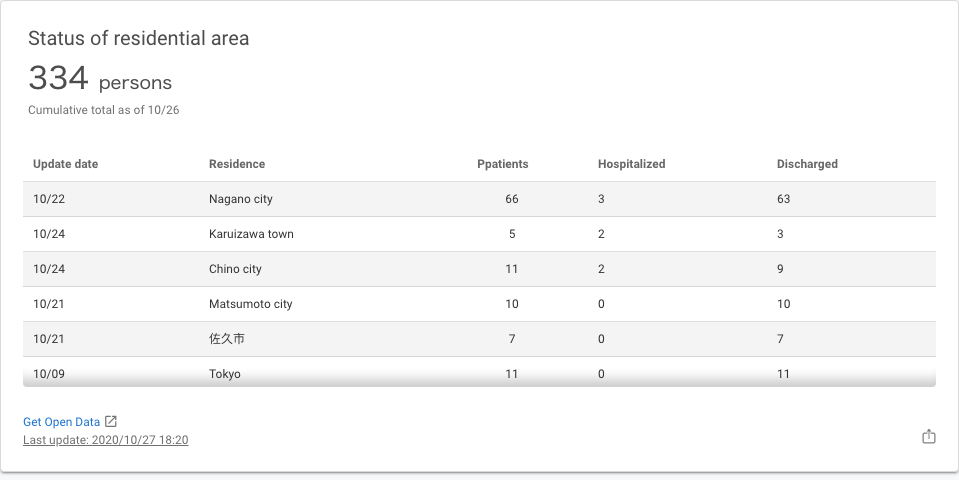 Status of residential area
334 persons
Cumulative total as of 10/26
Update date Residence Ppatients Hospitalized Discharged
10/22 Nagano city 66 3 63
10/24 Karuizawa town 5 2 3
10/24 Chino city 11 2 9
10/21 Matsumoto city 10 0 10
10/21 佐久市 7 0 7
10/09 Tokyo 11 0 11
Get Open Data
Last update: 2020/10/27 18:20